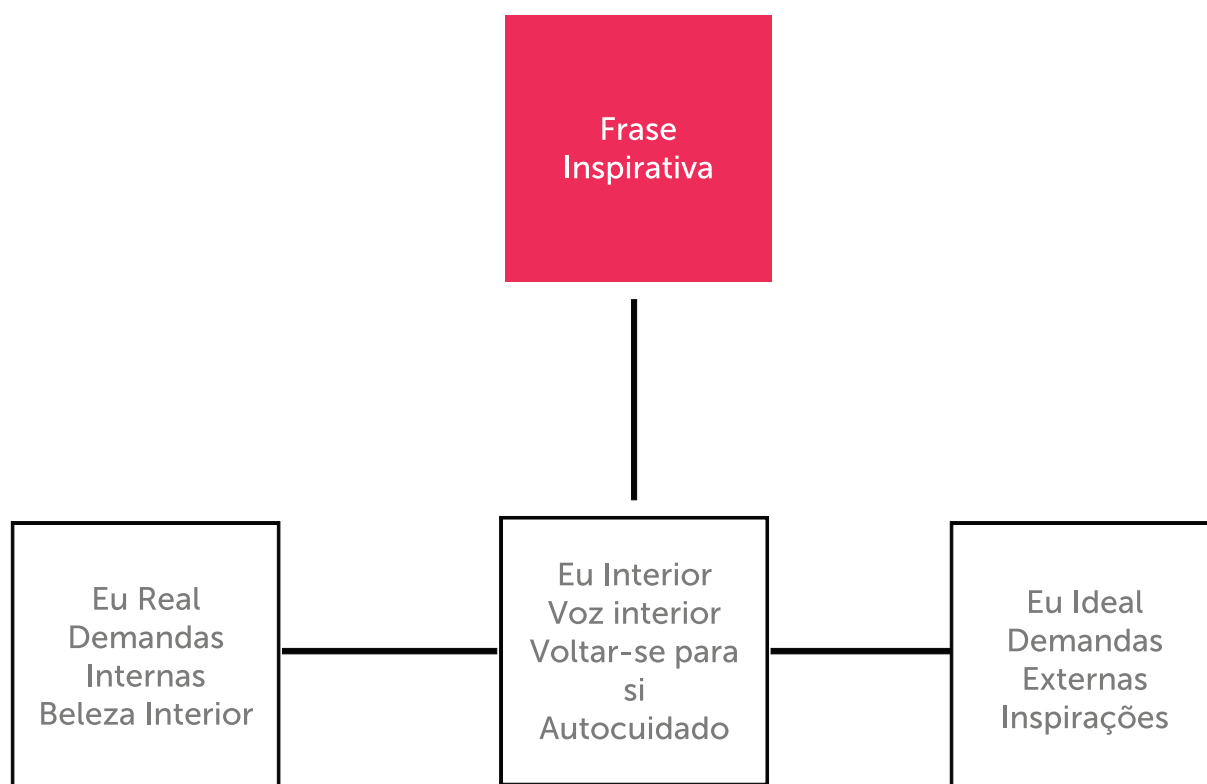 Frase
Inspirativa
Eu Real
Demandas
Internas
Beleza Interior
Eu Interior
Voz interior
Voltar-se para
si
Autocuidado
Eu Ideal
Demandas
Externas
Inspirações